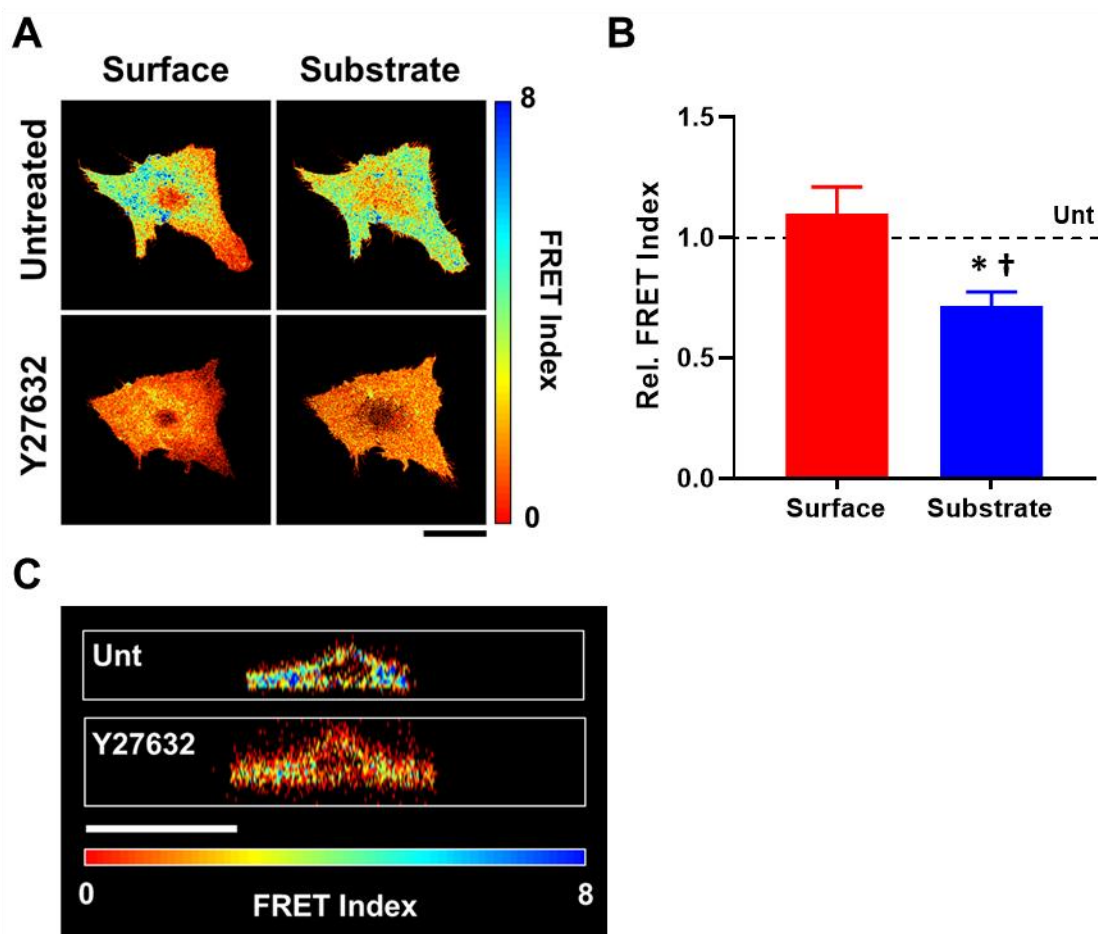 A
Surface Substrate
Untreated
Y27632
8
FRET Index
0
B
Rel. FRET Index
1.5
1.0
0.5
0.0
Unt
* †
Surface Substrate
C
Unt
Y27632
0 8
FRET Index